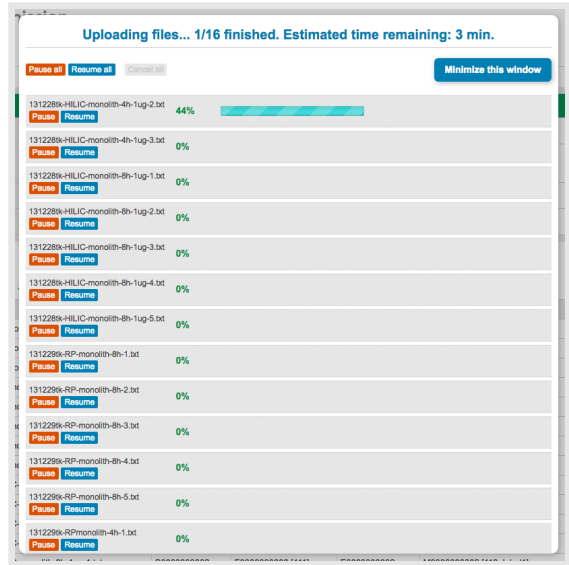 Uploading files... 1/16 finished. Estimated time remaining: 3 min.
Pause all Resume all Cancel all Minimize this window
131228tk-HILIC-monolith-4h-1ug-2.txt
44%
Pause Resume
131228tk-HILIC-monolith-4h-1ug-3.txt
0%
Pause Resume
131228tk-HILIC-monolith-8h-1ug-1.txt
0%
Pause Resume
131228tk-HILIC-monolith-8h-1ug-2.txt
0%
Pause Resume
131228tk-HILIC-monolith-8h-1ug-3.txt
0%
Pause Resume
131228tk-HILIC-monolith-8h-1ug-4.txt
0%
Pause Resume
131228tk-HILIC-monolith-8h-1ug-5.txt
0%
Pause Resume
131229tk-RP-monolith-8h-1.txt
0%
Pause Resume
131229tk-RP-monolith-8h-2.txt
0%
Pause Resume
131229tk-RP-monolith-8h-3.txt
0%
Pause Resume
131229tk-RP-monolith-8h-4.txt
0%
Pause Resume
131229tk-RP-monolith-8h-5.txt
0%
Pause Resume
131229tk-RPmonolith-4h-1.txt
0%
Pause Resume